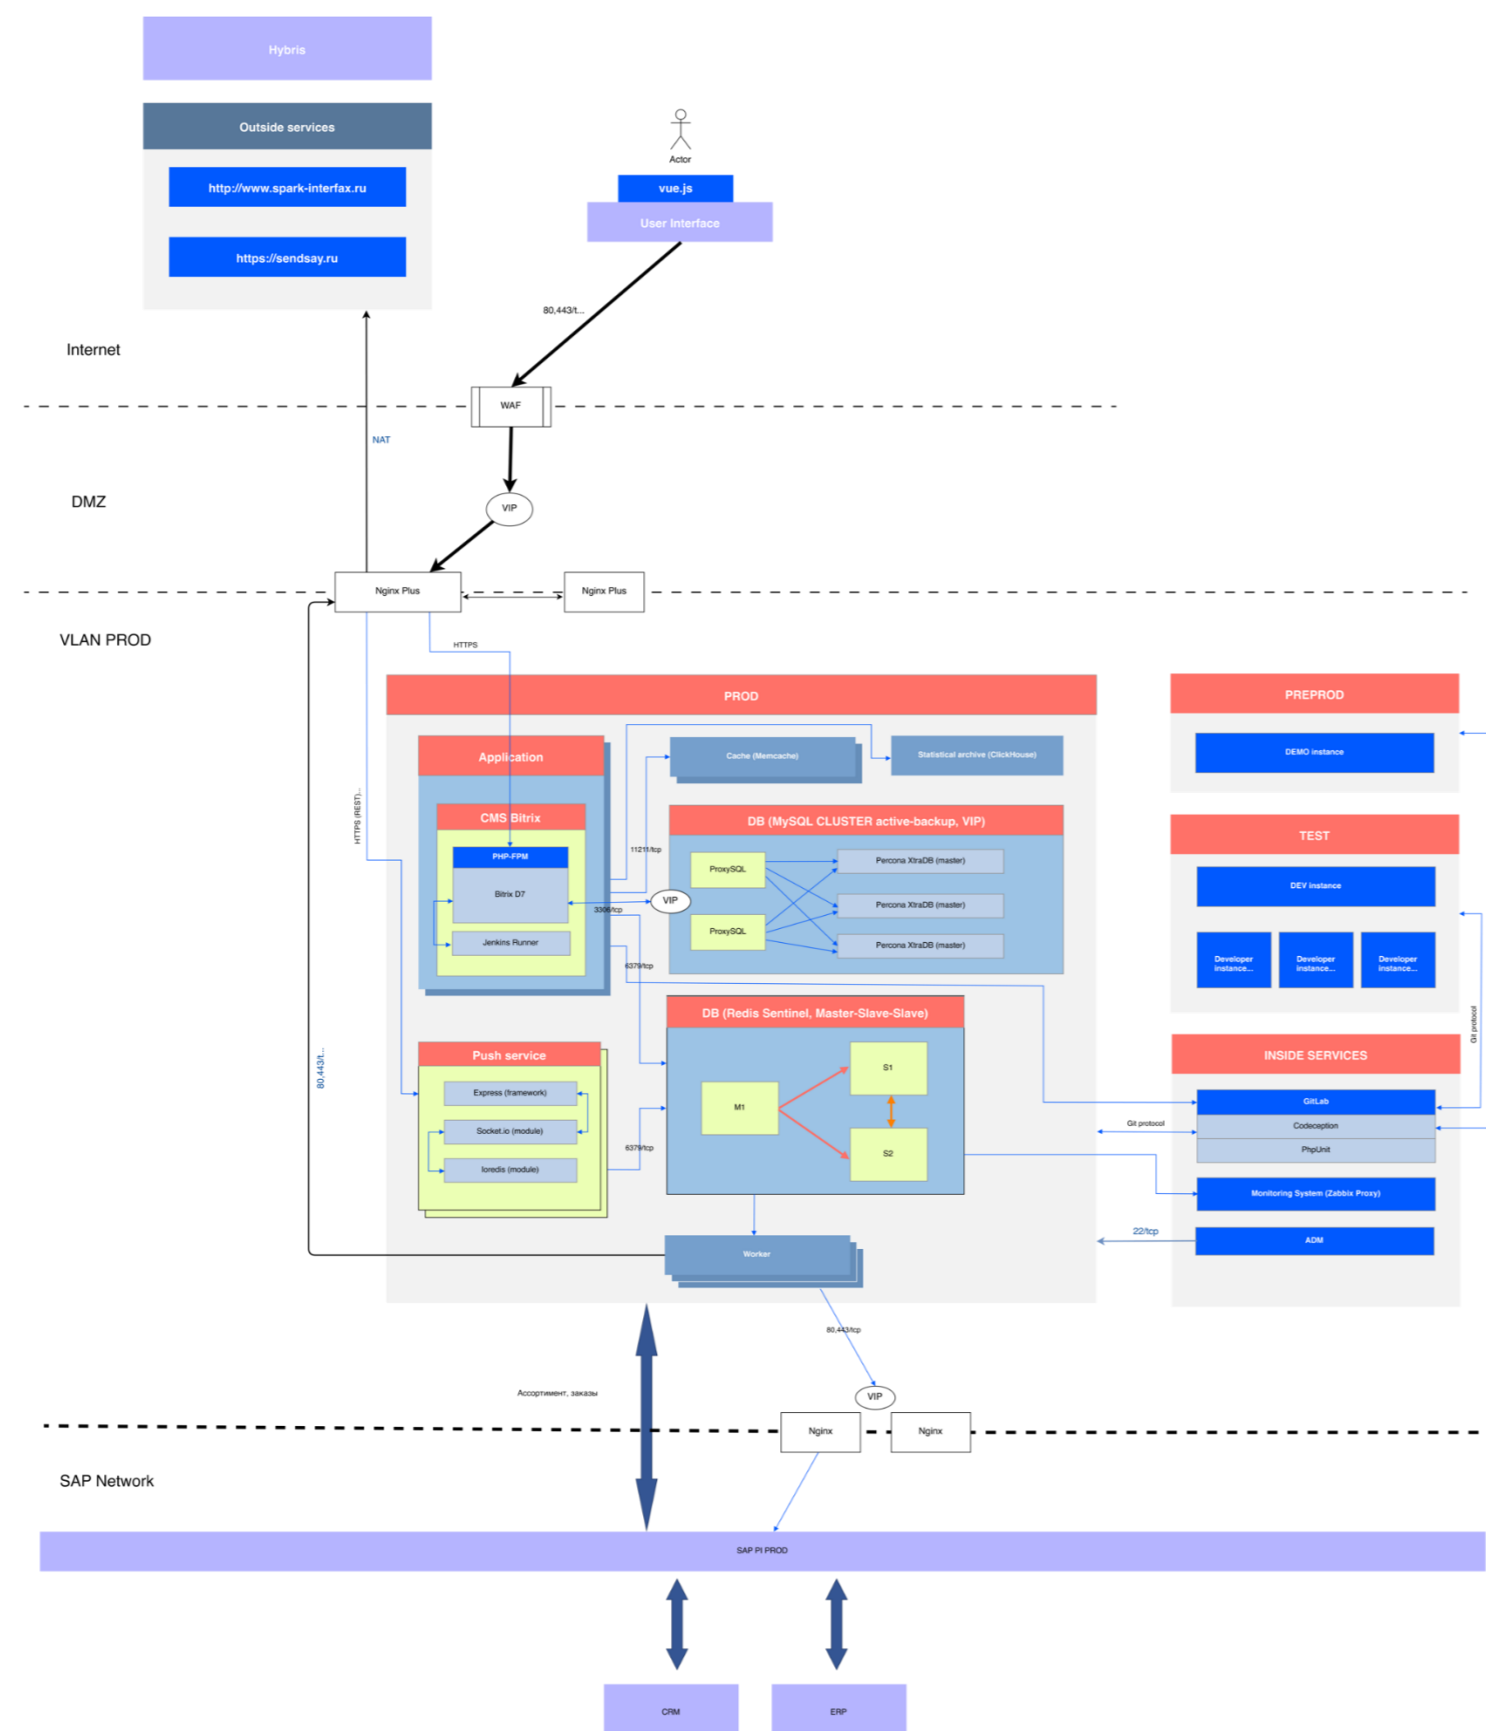 Hybris
Outside services
http://www.spark-interfax.ru
https://sendsay.ru
Actor
vue.js
User Interface
80,443/t...
Internet
WAF
NAT
DMZ
VIP
Nginx Plus
Nginx Plus
VLAN PROD
HTTPS
HTTPS (REST)...
PROD
Application
CMS Bitrix
PHP-FPM
Bitrix D7
Jenkins Runner
Cache (Memcache)
Statistical archive (ClickHouse)
11211/tcp
3306/tcp
VIP
6379/tcp
DB (MySQL CLUSTER active-backup, VIP)
ProxySQL
ProxySQL
Percona XtraDB (master)
Percona XtraDB (master)
Percona XtraDB (master)
DB (Redis Sentinel, Master-Slave-Slave)
M1
S1
S2
Push service
Express (framework)
Socket.io (module)
Ioredis (module)
6379/tcp
80,443/t...
Worker
PREPROD
DEMO instance
TEST
DEV instance
Developer
instance...
Developer
instance...
Developer
instance...
Git protocol
INSIDE SERVICES
GitLab
Codeception
PhpUnit
Git protocol
Monitoring System (Zabbix Proxy)
22/tcp
ADM
80,443/tcp
Ассортимент, заказы
VIP
Nginx
Nginx
SAP Network
SAP PI PROD
CRM
ERP